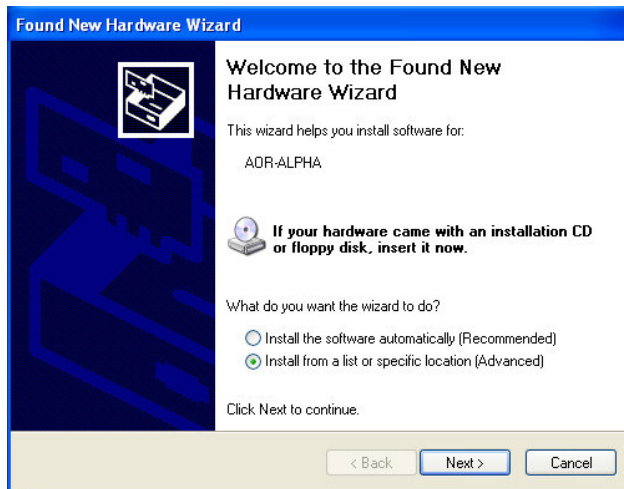 Found New Hardware Wizard
Welcome to the Found New
Hardware Wizard
This wizard helps you install software for:
AOR-ALPHA
If your hardware came with an installation CD
or floppy disk, insert it now.
What do you want the wizard to do?
Install the software automatically (Recommended)
Install from a list or specific location (Advanced)
Click Next to continue.
< Back Next > Cancel